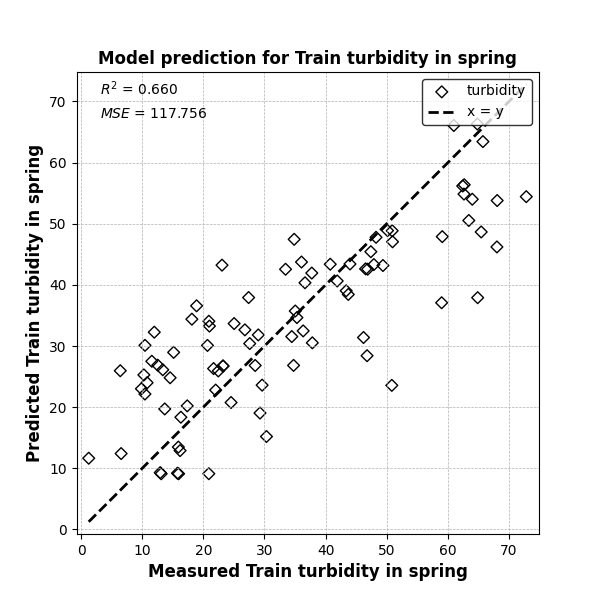 Model prediction for Train turbidity in spring
R² = 0.660
MSE = 117.756
turbidity
x = y
Predicted Train turbidity in spring
70
60
50
40
30
20
10
0
0 10 20 30 40 50 60 70
Measured Train turbidity in spring